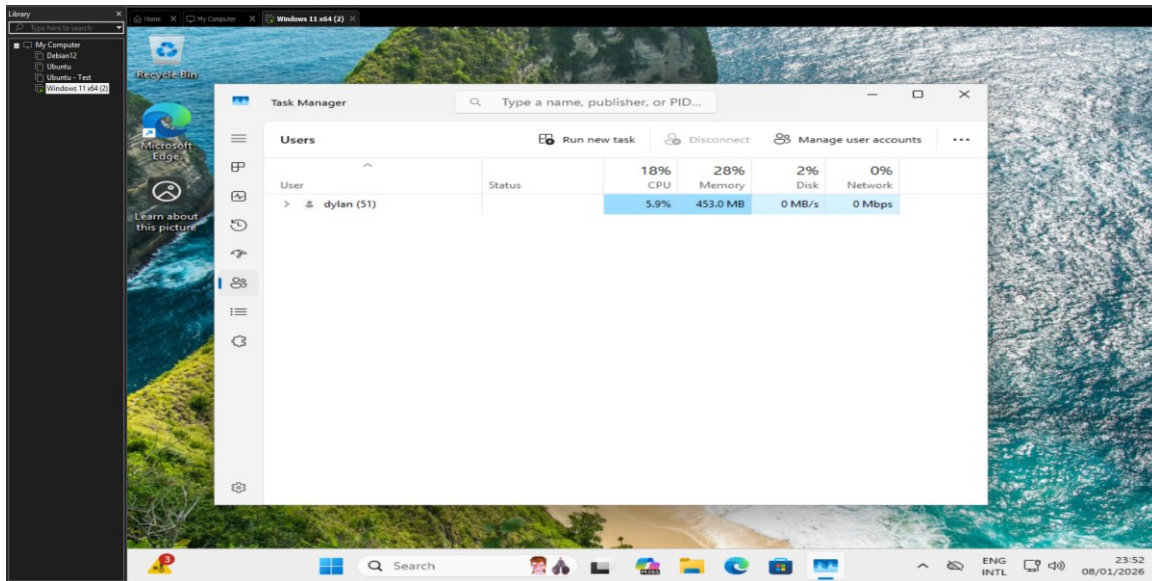 Library
Type here to search
My Computer
Debian12
Ubuntu
Ubuntu - Test
Windows 11 x64 (2)
Home
My Computer
Windows 11 x64 (2)
Recycle Bin
Microsoft
Edge
Learn about
this picture
Task Manager
Type a name, publisher, or PID...
Users
Run new task
Disconnect
Manage user accounts
18% 28% 2% 0%
User Status CPU Memory Disk Network
dylan (51) 5.9% 453.0 MB 0 MB/s 0 Mbps
3
Search
M365
ENG
INTL
23:52
08/01/2026